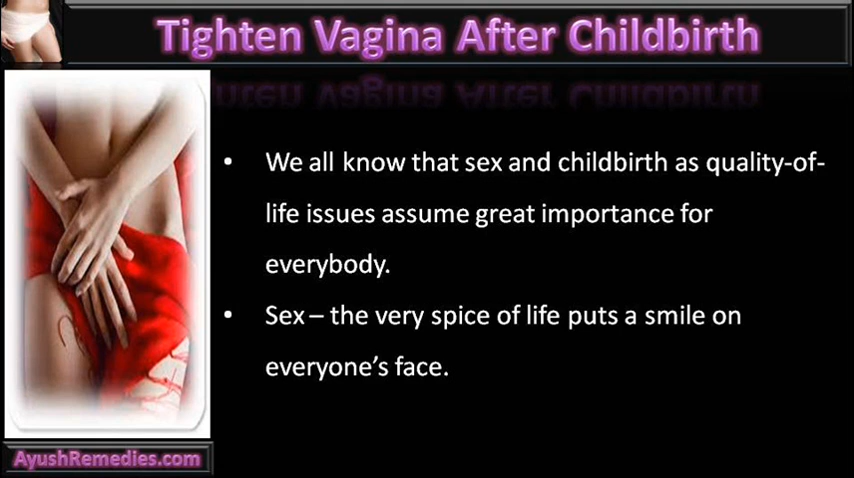 Tighten Vagina After Childbirth
• We all know that sex and childbirth as quality-of-
life issues assume great importance for
everybody.
• Sex – the very spice of life puts a smile on
everyone's face.
AyushRemedies.com